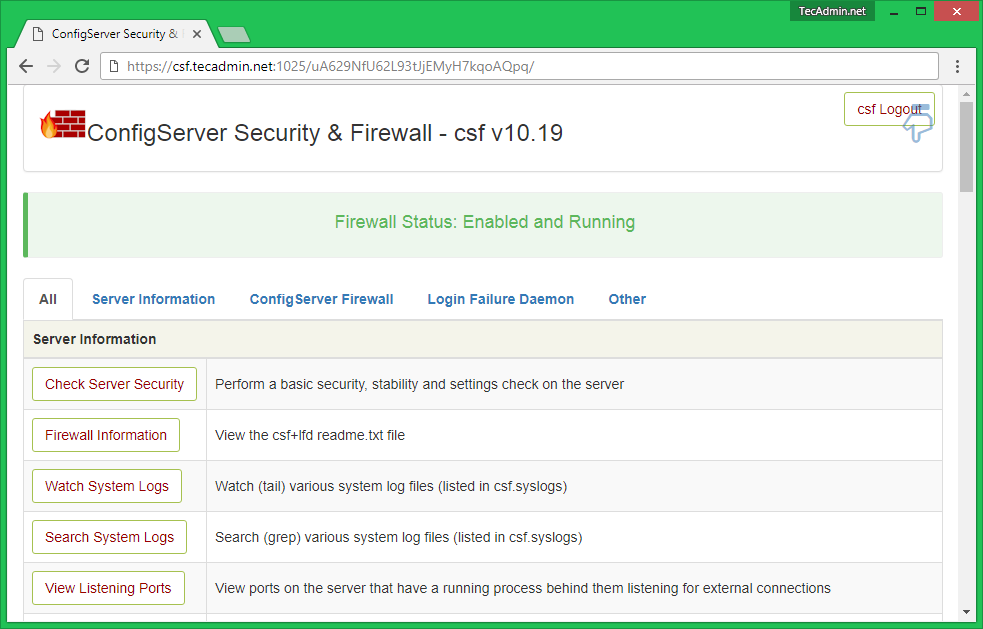 TecAdmin.net
ConfigServer Security &
https://csf.tecadmin.net:1025/uA629NfU62L93tJjEMyH7kqoAQpq/
csf Logout
ConfigServer Security & Firewall - csf v10.19
Firewall Status: Enabled and Running
All Server Information ConfigServer Firewall Login Failure Daemon Other
Server Information
Check Server Security Perform a basic security, stability and settings check on the server
Firewall Information View the csf+lfd readme.txt file
Watch System Logs Watch (tail) various system log files (listed in csf.syslogs)
Search System Logs Search (grep) various system log files (listed in csf.syslogs)
View Listening Ports View ports on the server that have a running process behind them listening for external connections